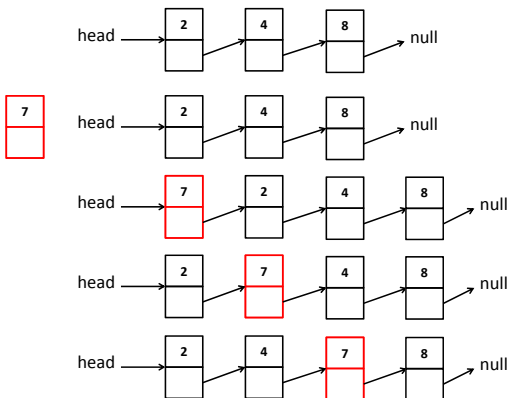 head 2 4 8 null
7 head 2 4 8 null
head 7 2 4 8 null
head 2 7 4 8 null
head 2 4 7 8 null